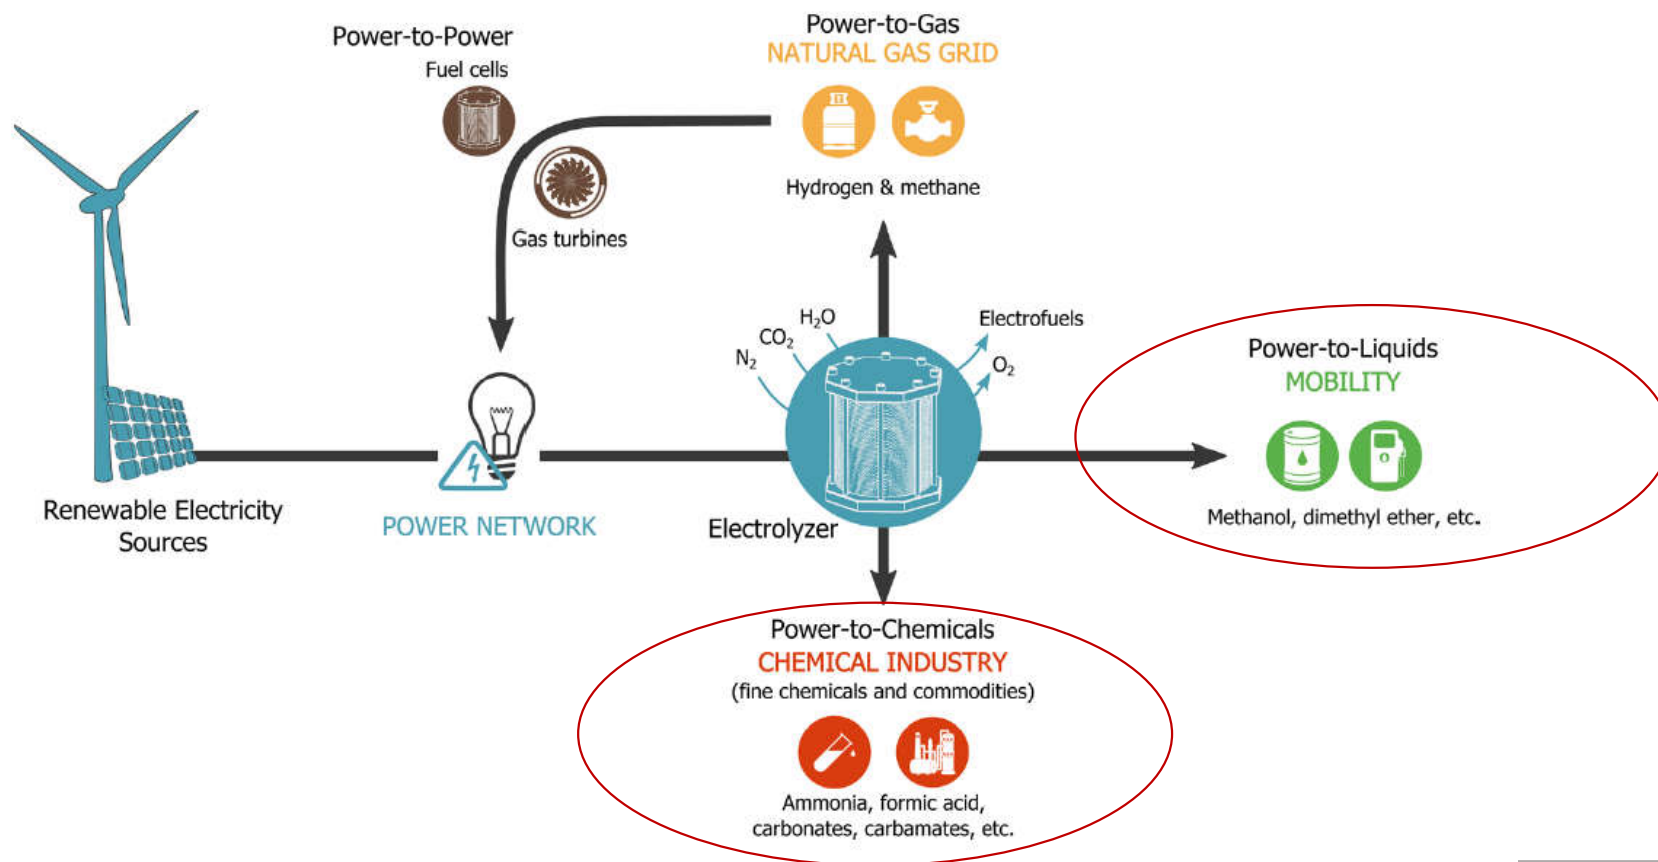 Power-to-Power
Fuel cells
Gas turbines
Power-to-Gas
NATURAL GAS GRID
Hydrogen & methane
Renewable Electricity
Sources
POWER NETWORK
N₂
CO₂
H₂O
Electrofuels
O₂
Electrolyzer
Power-to-Liquids
MOBILITY
Methanol, dimethyl ether, etc.
Power-to-Chemicals
CHEMICAL INDUSTRY
(fine chemicals and commodities)
Ammonia, formic acid,
carbonates, carbamates, etc.